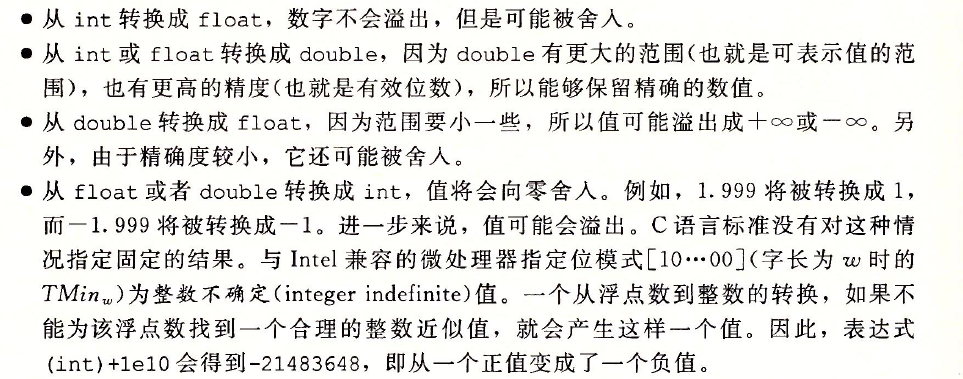 ● 从 int 转换成 float，数字不会溢出，但是可能被舍入。
● 从 int 或 float 转换成 double，因为 double 有更大的范围(也就是可表示值的范
围)，也有更高的精度(也就是有效位数)，所以能够保留精确的数值。
● 从 double 转换成 float，因为范围要小一些，所以值可能溢出成+∞或-∞。另
外，由于精确度较小，它还可能被舍入。
● 从 float 或者 double 转换成 int，值将会向零舍入。例如，1.999 将被转换成 1，
而-1.999 将被转换成-1。进一步来说，值可能会溢出。C 语言标准没有对这种情
况指定固定的结果。与 Intel 兼容的微处理器指定位模式[10…00](字长为 w 时的
TMin_w)为整数不确定(integer indefinite)值。一个从浮点数到整数的转换，如果不
能为该浮点数找到一个合理的整数近似值，就会产生这样一个值。因此，表达式
(int)+1e10 会得到-21483648，即从一个正值变成了一个负值。